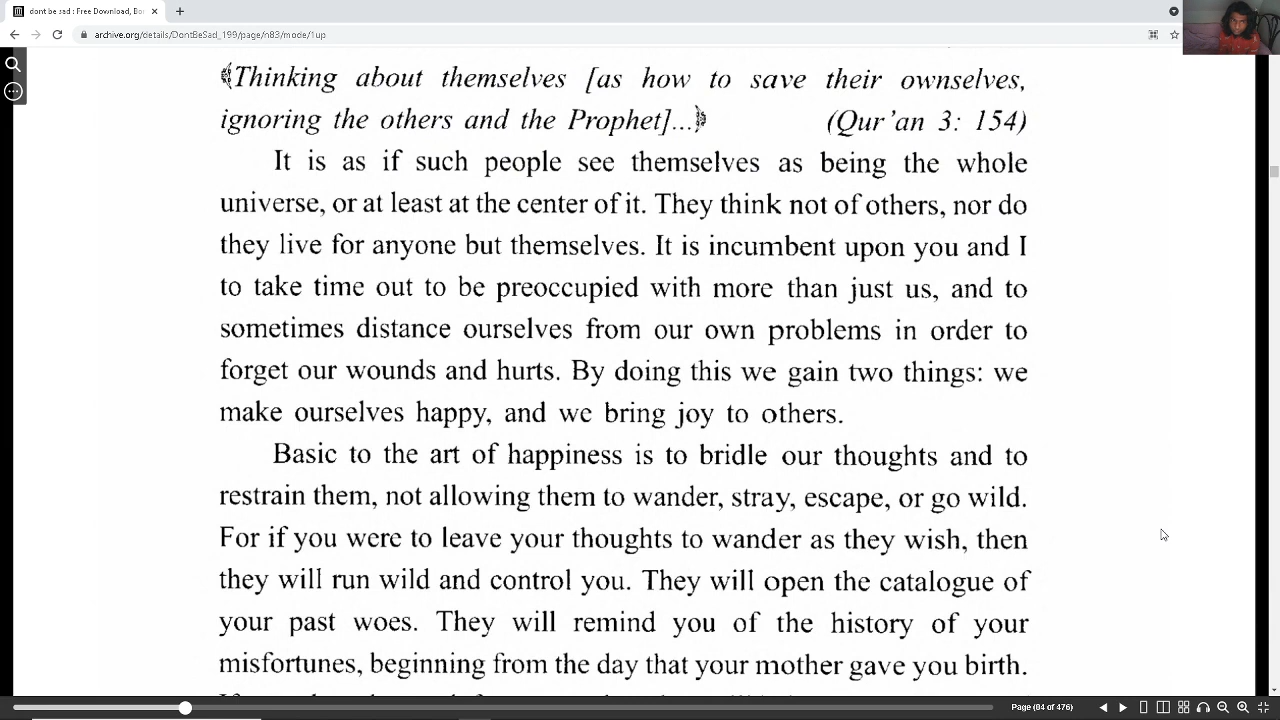 dont be sad : Free Download, Bo
archive.org/details/DontBeSad_199/page/n83/mode/1up
﴾Thinking about themselves [as how to save their ownselves,
ignoring the others and the Prophet]...﴿ (Qur’an 3: 154)
It is as if such people see themselves as being the whole
universe, or at least at the center of it. They think not of others, nor do
they live for anyone but themselves. It is incumbent upon you and I
to take time out to be preoccupied with more than just us, and to
sometimes distance ourselves from our own problems in order to
forget our wounds and hurts. By doing this we gain two things: we
make ourselves happy, and we bring joy to others.
Basic to the art of happiness is to bridle our thoughts and to
restrain them, not allowing them to wander, stray, escape, or go wild.
For if you were to leave your thoughts to wander as they wish, then
they will run wild and control you. They will open the catalogue of
your past woes. They will remind you of the history of your
misfortunes, beginning from the day that your mother gave you birth.
Page (84 of 476)